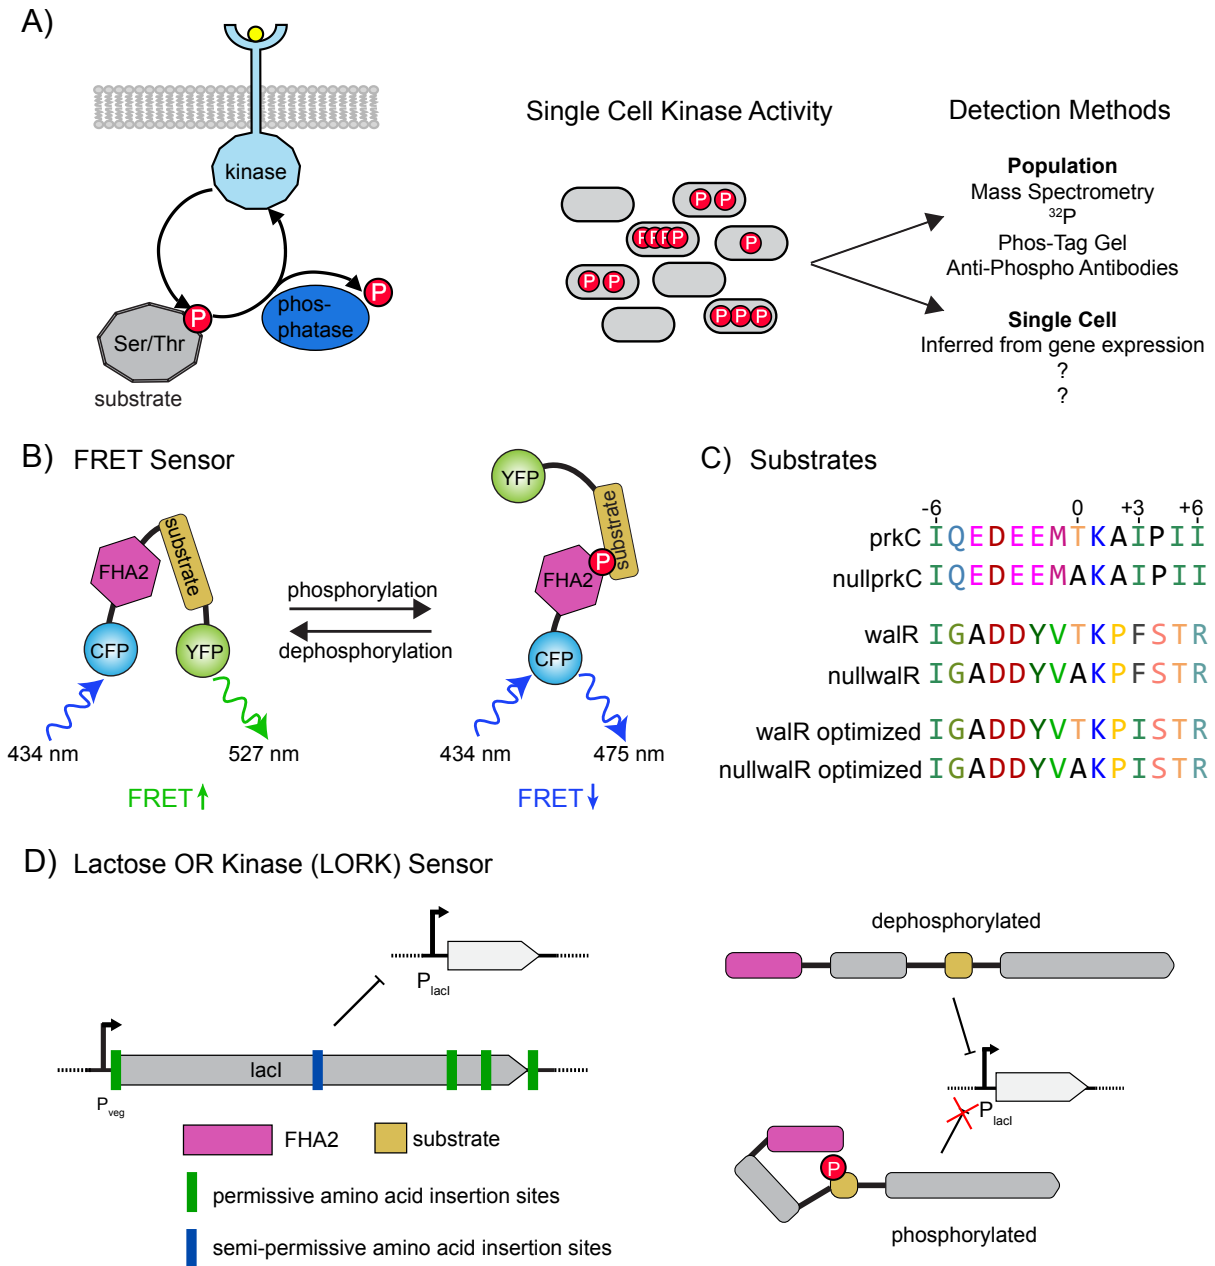 A)
kinase
P
phos-
phatase
P
Ser/Thr
substrate
Single Cell Kinase Activity
P P
P P P P
P
P P
P P P
Detection Methods
Population
Mass Spectrometry
32P
Phos-Tag Gel
Anti-Phospho Antibodies
Single Cell
Inferred from gene expression
?
?
B) FRET Sensor
substrate
FHA2
CFP
YFP
434 nm
527 nm
FRET
phosphorylation
dephosphorylation
YFP
substrate
P
FHA2
CFP
434 nm
475 nm
FRET
C) Substrates
-6 0 +3 +6
prkC IQEDEEMTKAIPII
nullprkC IQEDEEMAKAIPII
walR IGADDYVTKPFSTR
nullwalR IGADDYVAKPFSTR
walR optimized IGADDYVTKPISTR
nullwalR optimized IGADDYVAKPISTR
D) Lactose OR Kinase (LORK) Sensor
PlacI
lacI
Pveg
FHA2
substrate
permissive amino acid insertion sites
semi-permissive amino acid insertion sites
dephosphorylated
PlacI
P
phosphorylated